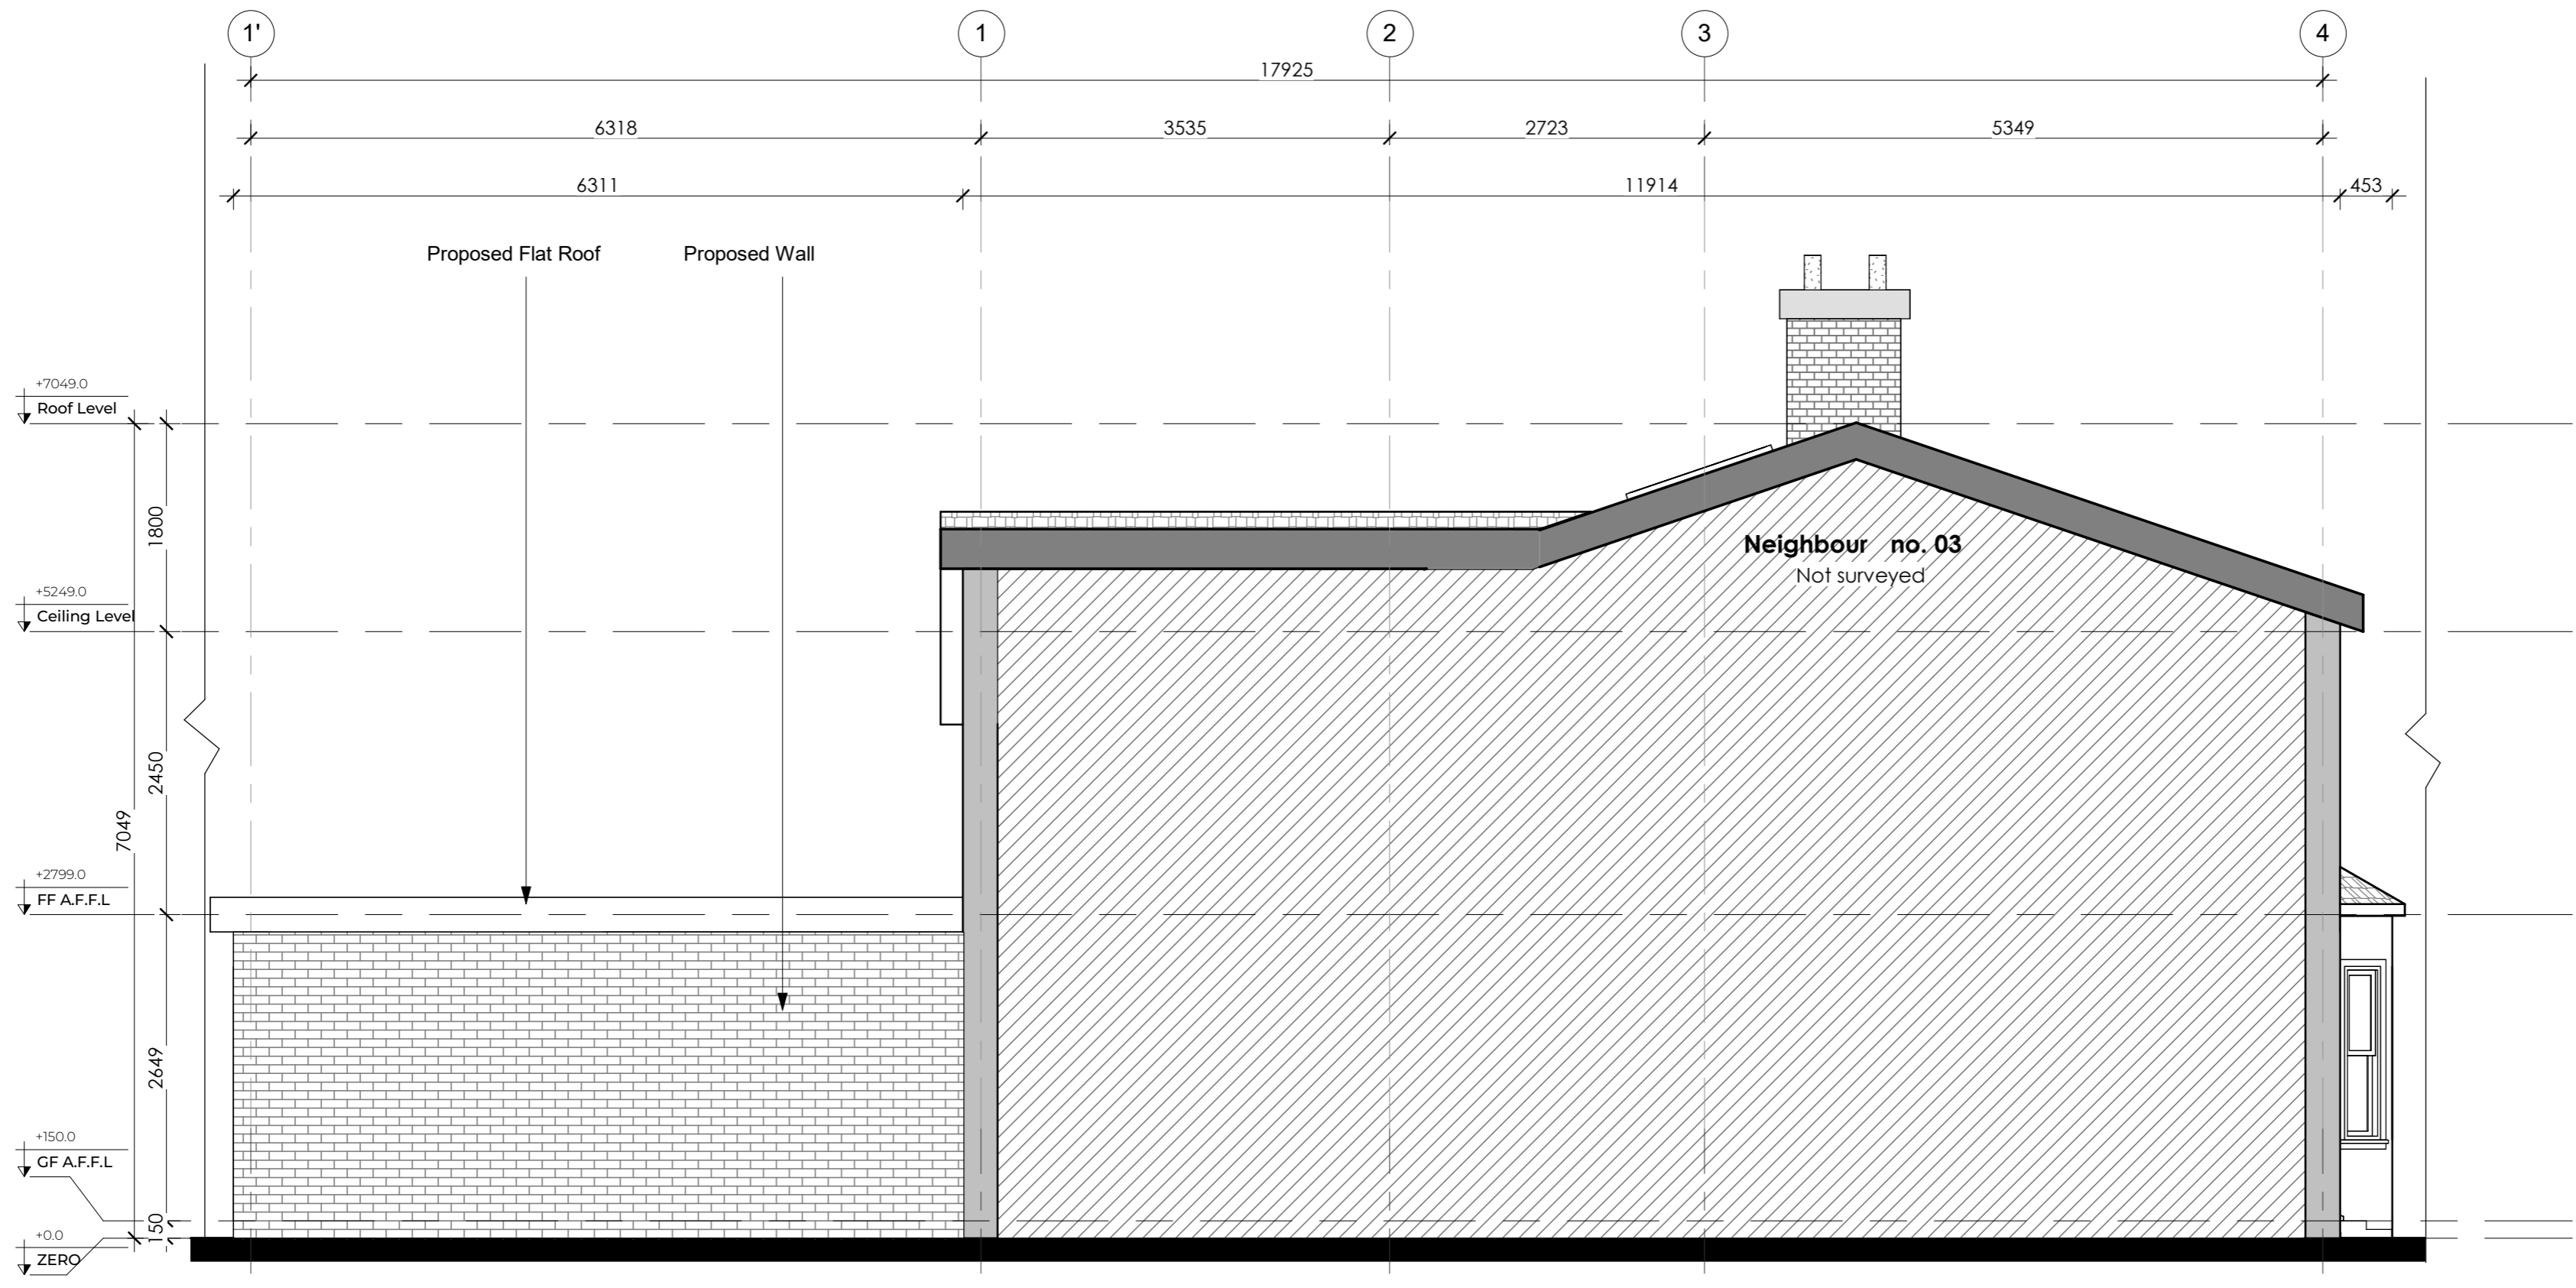 1' 1 2 3 4
17925
6318 3535 2723 5349
6311 11914 453
Proposed Flat Roof Proposed Wall
+7049.0
Roof Level
1800
Neighbour no. 03
Not surveyed
+5249.0
Ceiling Level
2450
7049
+2799.0
FF A.F.F.L
2649
+150.0
GF A.F.F.L
150
+0.0
ZERO